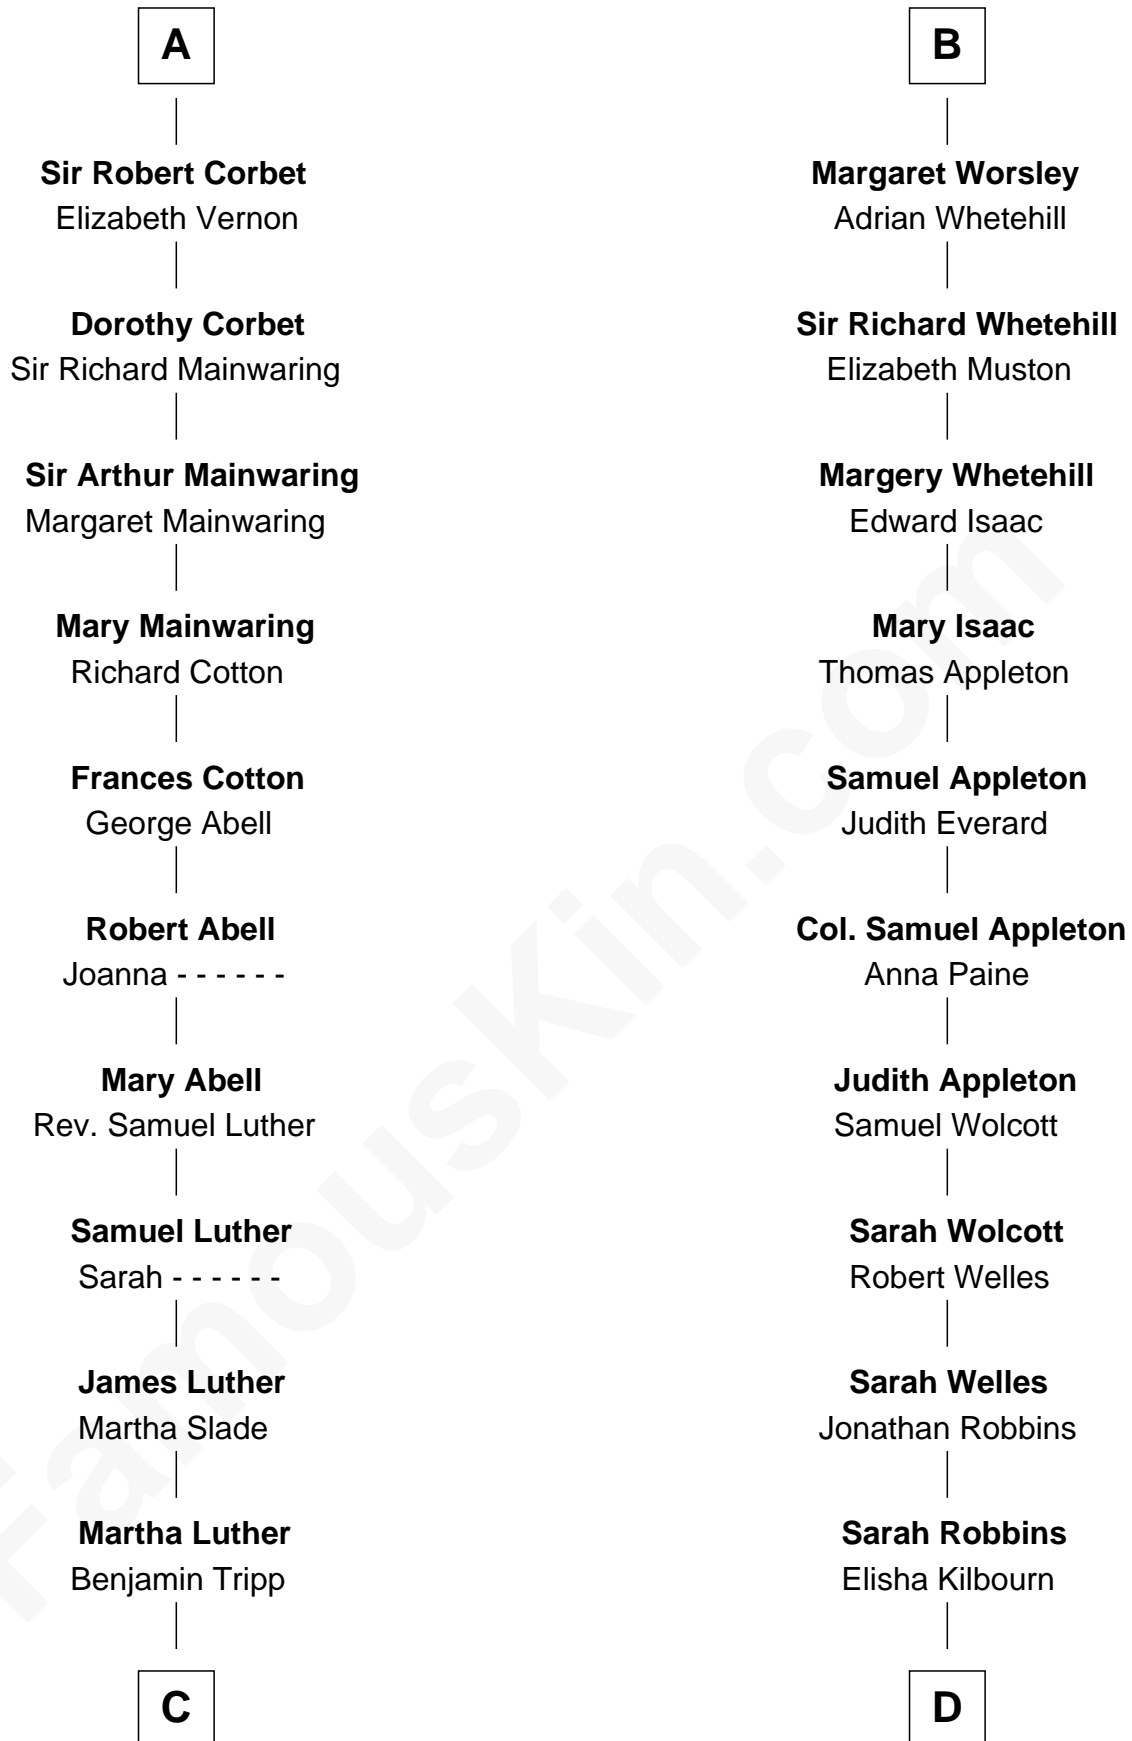 A
Sir Robert Corbet
Elizabeth Vernon
Dorothy Corbet
Sir Richard Mainwaring
Sir Arthur Mainwaring
Margaret Mainwaring
Mary Mainwaring
Richard Cotton
Frances Cotton
George Abell
Robert Abell
Joanna - - - - - -
Mary Abell
Rev. Samuel Luther
Samuel Luther
Sarah - - - - - -
James Luther
Martha Slade
Martha Luther
Benjamin Tripp
C
B
Margaret Worsley
Adrian Whetehill
Sir Richard Whetehill
Elizabeth Muston
Margery Whetehill
Edward Isaac
Mary Isaac
Thomas Appleton
Samuel Appleton
Judith Everard
Col. Samuel Appleton
Anna Paine
Judith Appleton
Samuel Wolcott
Sarah Wolcott
Robert Welles
Sarah Welles
Jonathan Robbins
Sarah Robbins
Elisha Kilbourn
D
FamousKin.com